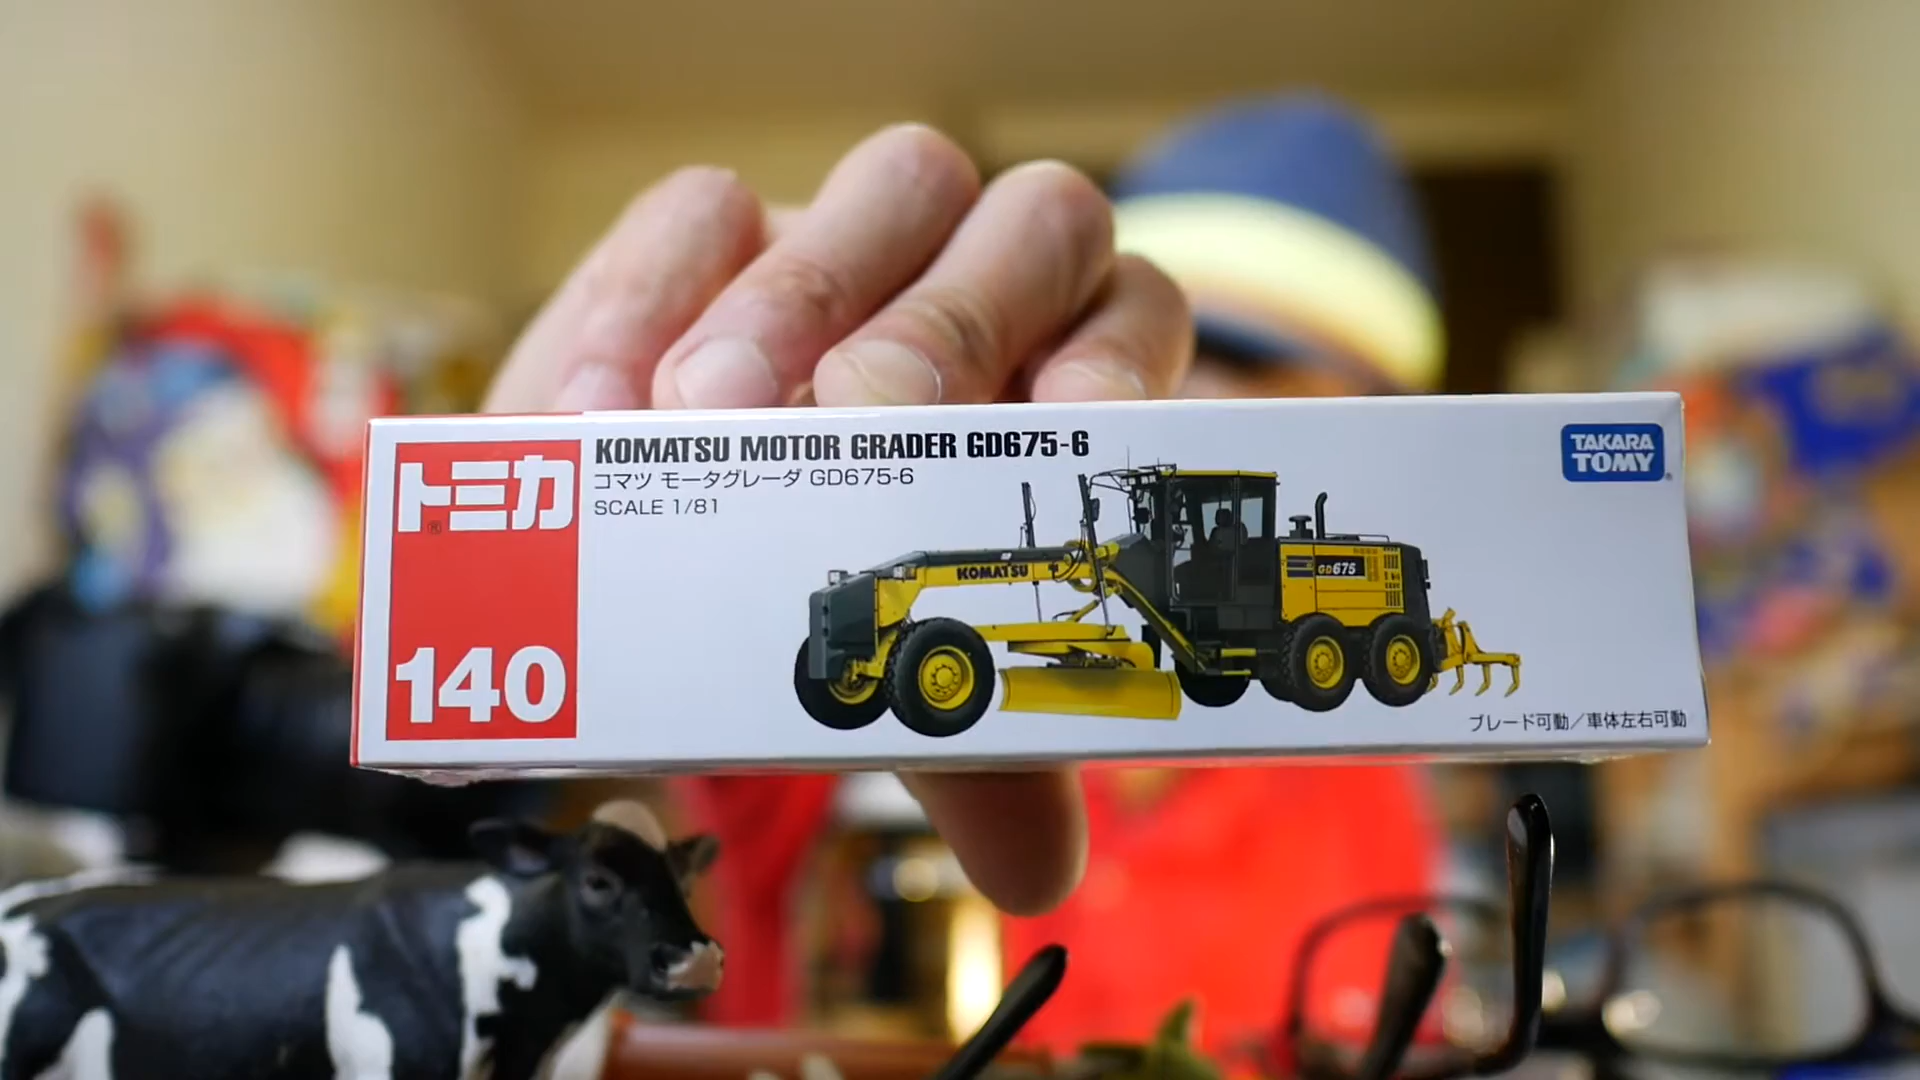 トミカ
140
KOMATSU MOTOR GRADER GD675-6
コマツ モータグレーダ GD675-6
SCALE 1/81
KOMATSU
GD675
TAKARA
TOMY
ブレード可動／車体左右可動